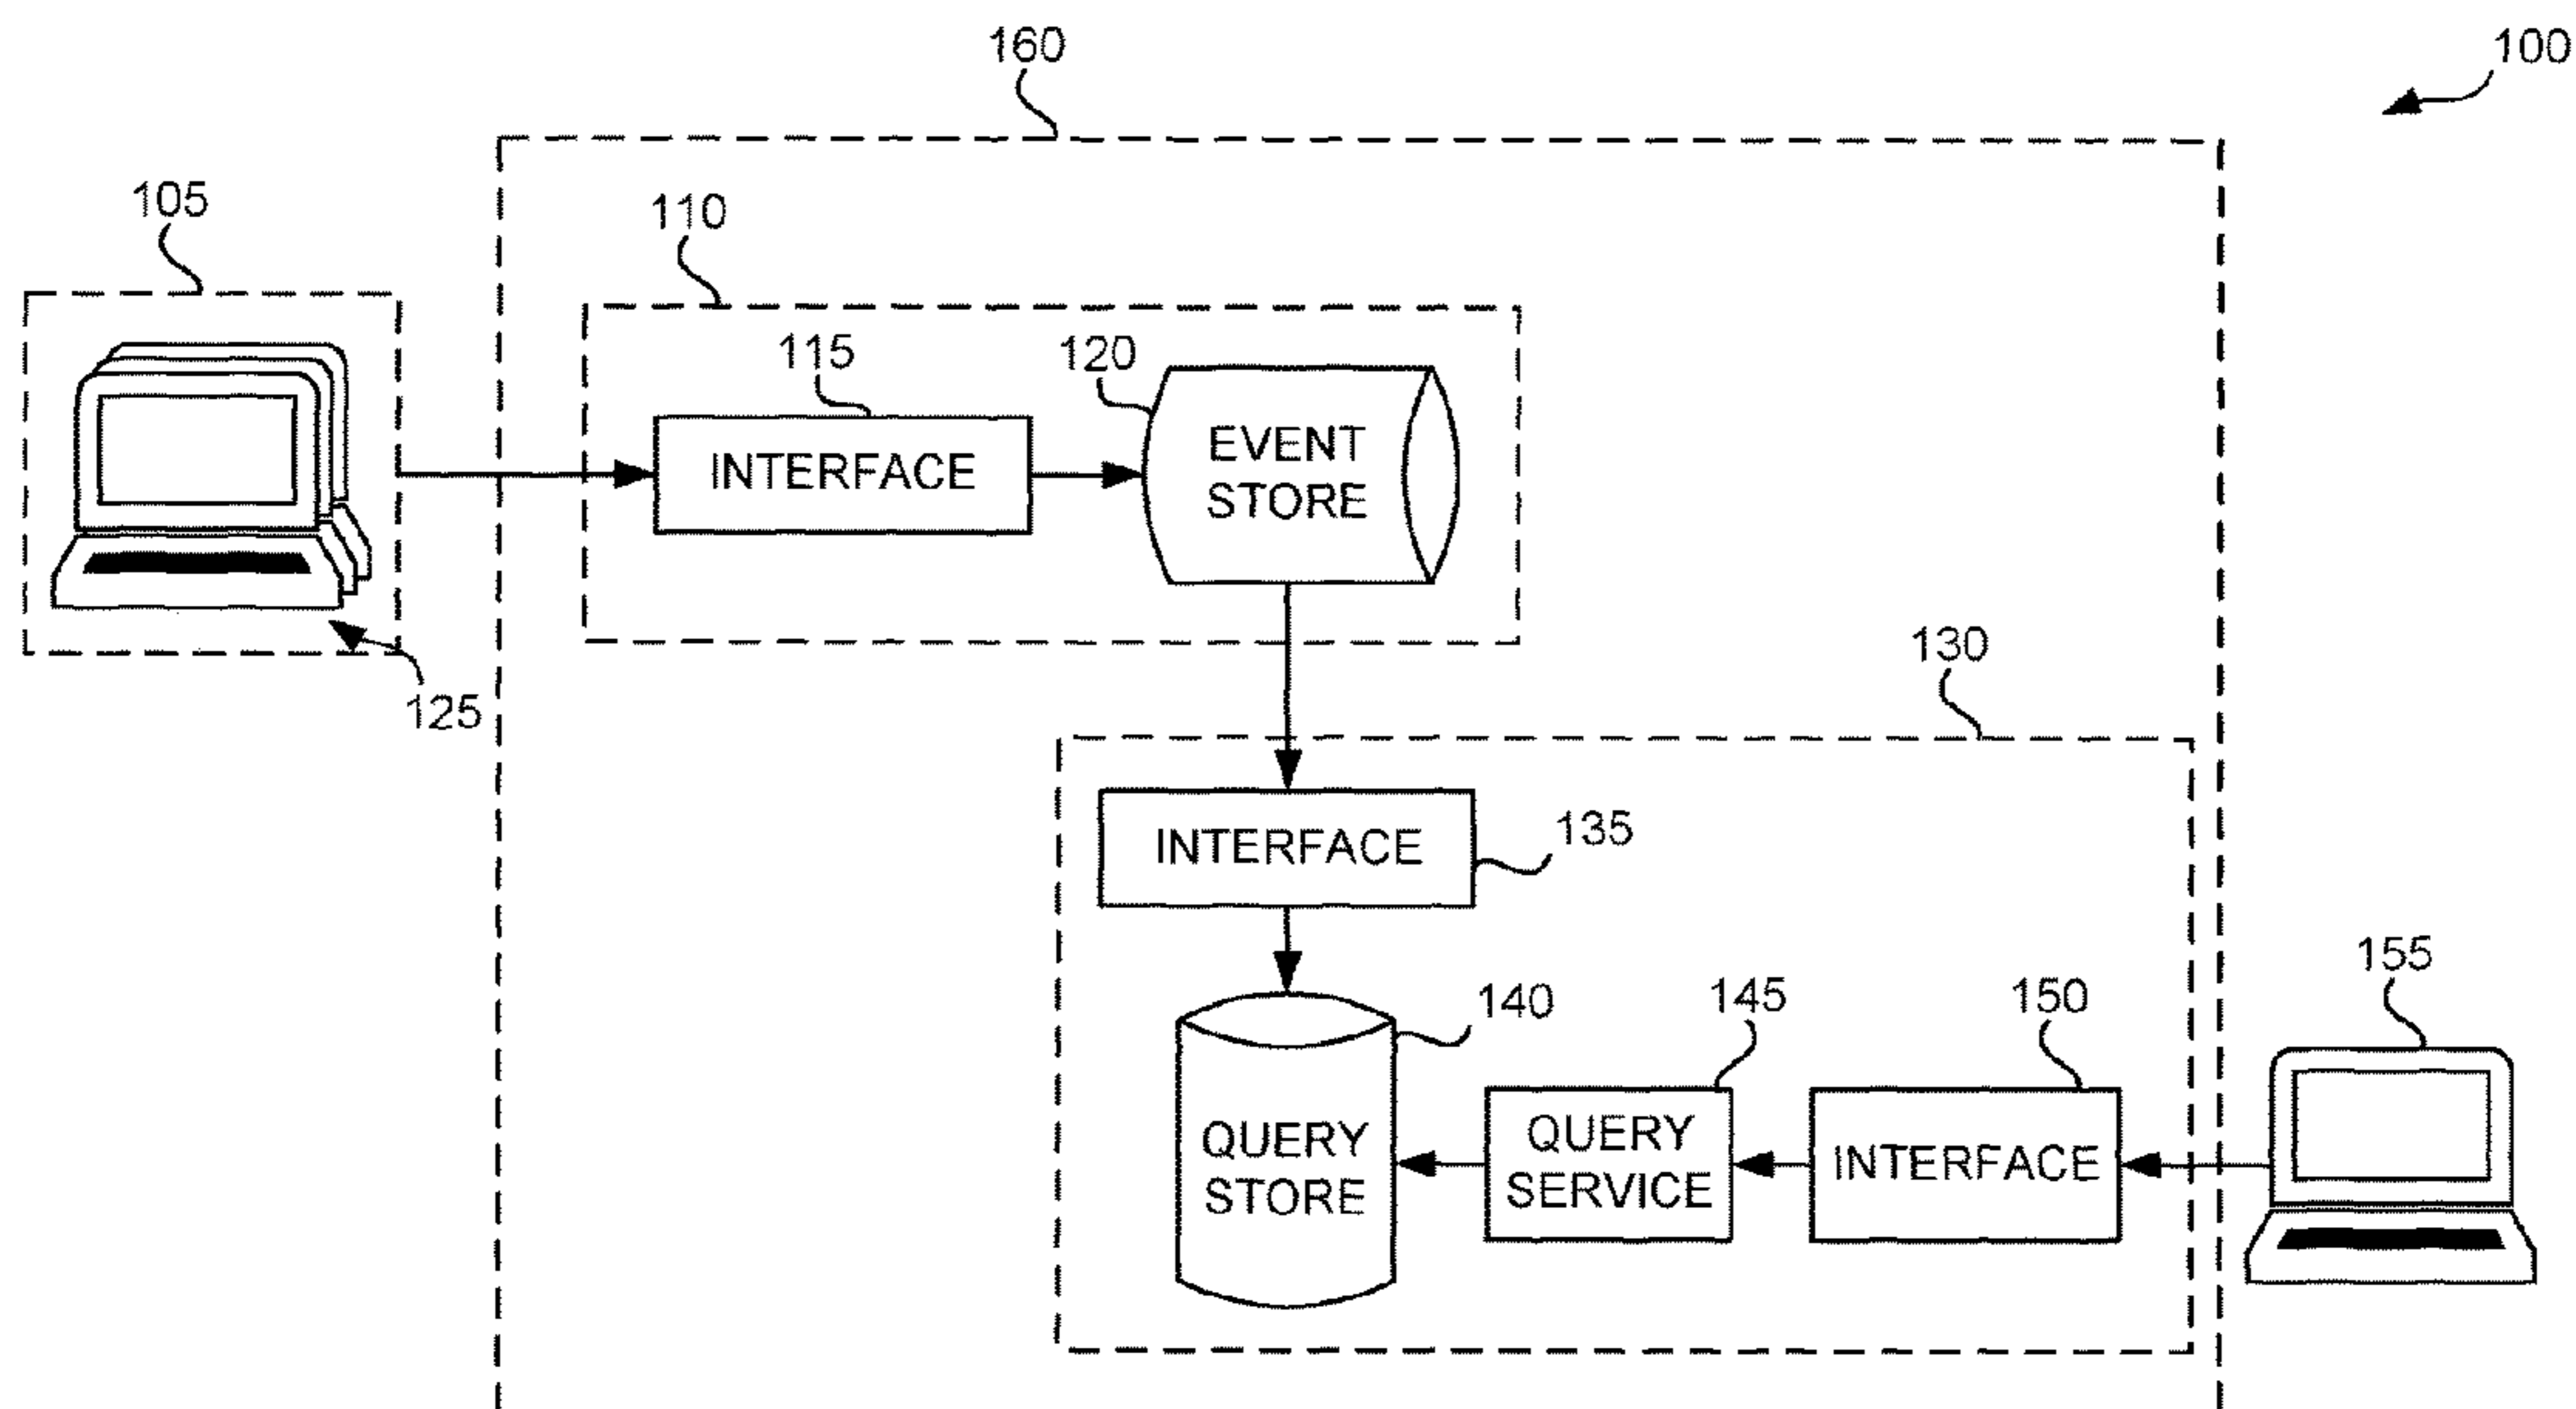 160
100
105
110
115
120
INTERFACE
EVENT
STORE
125
130
INTERFACE
135
140
145
150
155
QUERY
STORE
QUERY
SERVICE
INTERFACE